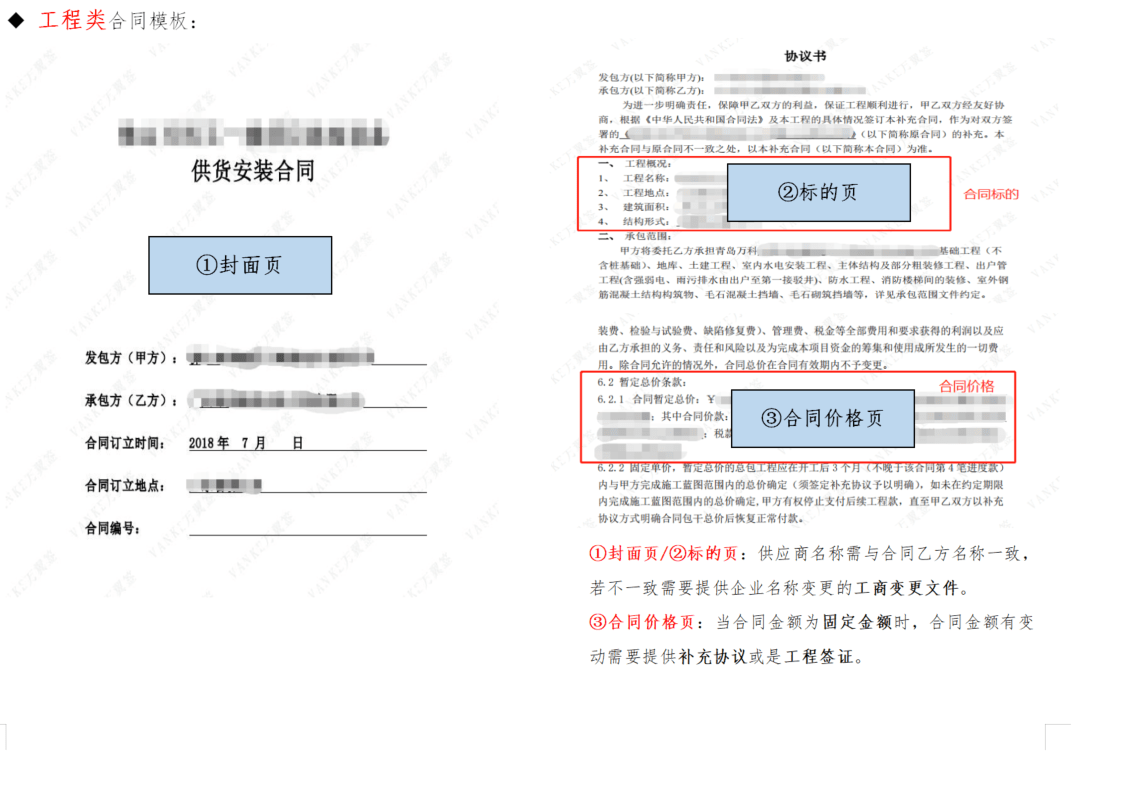 ◆ 工程类合同模板：
供货安装合同
①封面页
发包方（甲方）：
承包方（乙方）：
合同订立时间： 2018 年 7 月 日
合同订立地点：
合同编号：
协议书
发包方(以下简称甲方)：
承包方(以下简称乙方)：
为进一步明确责任，保障甲乙双方的利益，保证工程顺利进行，甲乙双方经友好协
商，根据《中华人民共和国合同法》及本工程的具体情况签订本补充合同，作为对双方签
署的《 》（以下简称原合同）的补充。本
补充合同与原合同不一致之处，以本补充合同（以下简称本合同）为准。
一、 工程概况：
1、 工程名称：
2、 工程地点：
3、 建筑面积：
4、 结构形式：
②标的页
合同标的
二、 承包范围：
甲方将委托乙方承担青岛万科 基础工程（不
含桩基础）、地库、土建工程、室内水电安装工程、主体结构及部分粗装修工程、出户管
工程(含强弱电、雨污排水由出户至第一接驳井)、防水工程、消防楼梯间的装修、室外钢
筋混凝土结构构筑物、毛石混凝土挡墙、毛石砌筑挡墙等，详见承包范围文件约定。
装费、检验与试验费、缺陷修复费）、管理费、税金等全部费用和要求获得的利润以及应
由乙方承担的义务、责任和风险以及为完成本项目资金的筹集和使用成所发生的一切费
用。除合同允许的情况外，合同总价在合同有效期内不予变更。
6.2 暂定总价条款：
合同价格
6.2.1 合同暂定总价：￥
；其中合同价款：
；税款
③合同价格页
6.2.2 固定单价，暂定总价的总包工程应在开工后 3 个月（不晚于该合同第 4 笔进度款）
内与甲方完成施工蓝图范围内的总价确定（须签定补充协议予以明确），如未在约定期限
内完成施工蓝图范围内的总价确定,甲方有权停止支付后续工程款，直至甲乙双方以补充
协议方式明确合同包干总价后恢复正常付款。
①封面页/②标的页：供应商名称需与合同乙方名称一致，
若不一致需要提供企业名称变更的工商变更文件。
③合同价格页：当合同金额为固定金额时，合同金额有变
动需要提供补充协议或是工程签证。